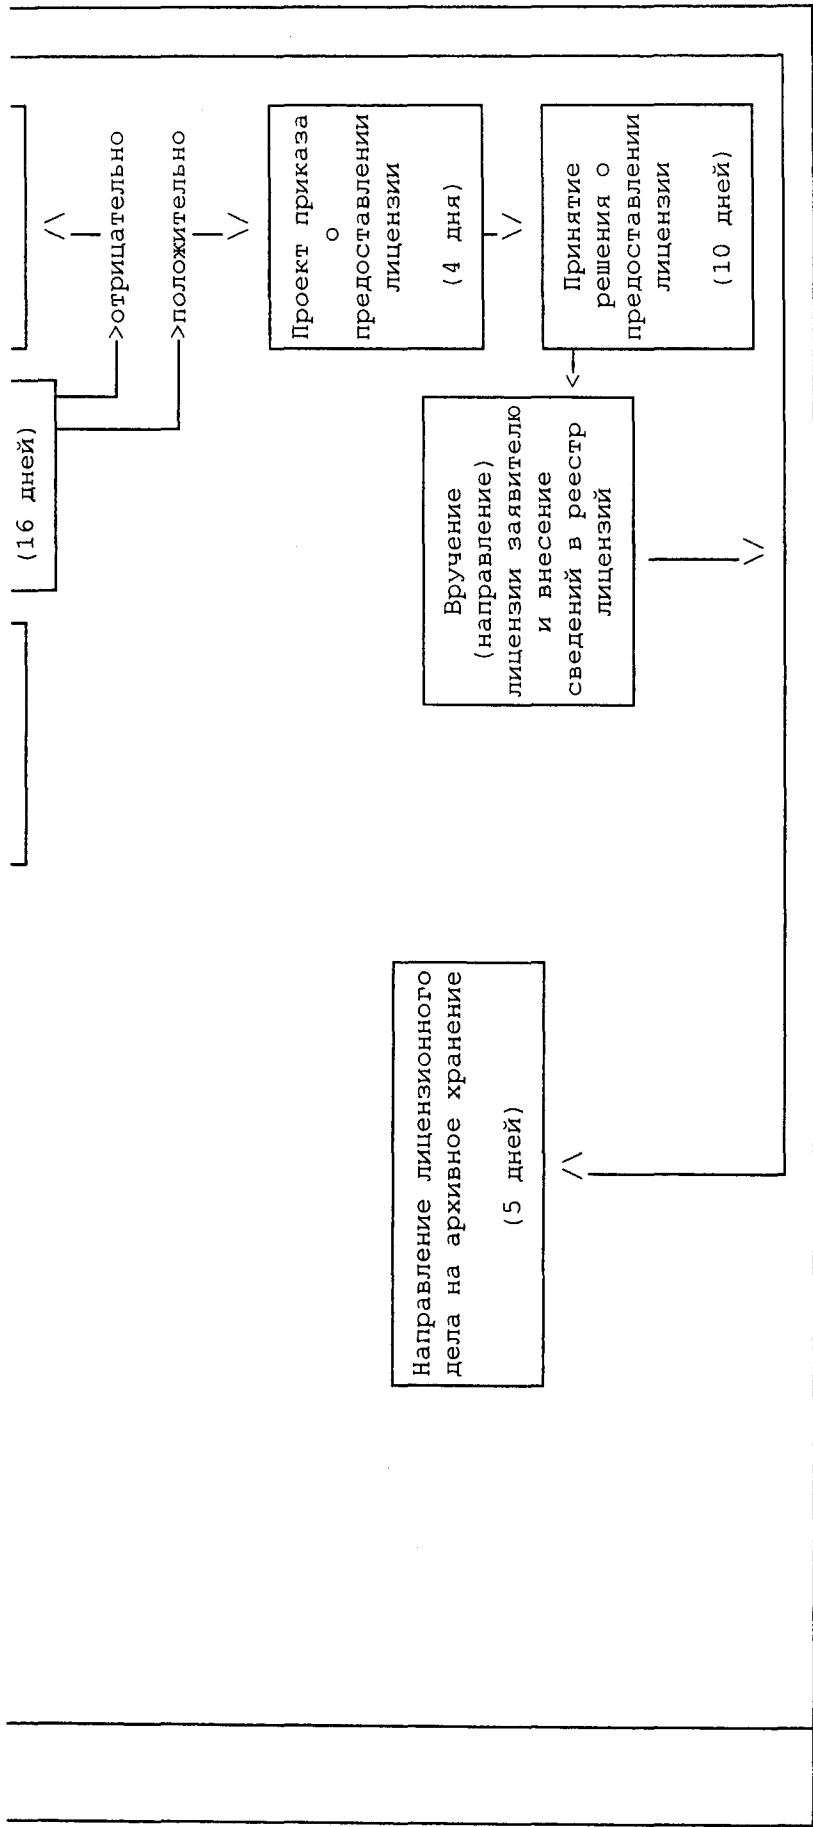 (16 дней)
>отрицательно
>положительно
Проект приказа
о
предоставлении
лицензии
(4 дня)
Принятие
решения о
предоставлении
лицензии
(10 дней)
Вручение
(направление)
лицензии заявителю
и внесение
сведений в реестр
лицензий
Направление лицензионного
дела на архивное хранение
(5 дней)